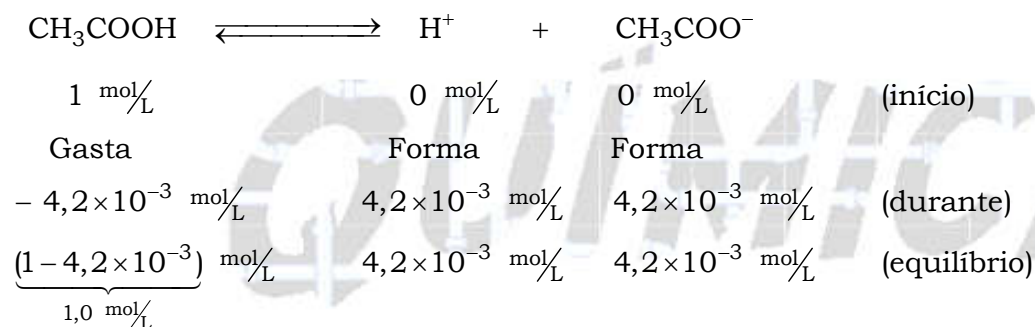 CH₃COOH ⇌ H⁺ + CH₃COO⁻
1 mol/L 0 mol/L 0 mol/L (início)
Gasta Forma Forma
− 4,2×10⁻³ mol/L 4,2×10⁻³ mol/L 4,2×10⁻³ mol/L (durante)
(1−4,2×10⁻³) mol/L 4,2×10⁻³ mol/L 4,2×10⁻³ mol/L (equilíbrio)
1,0 mol/L